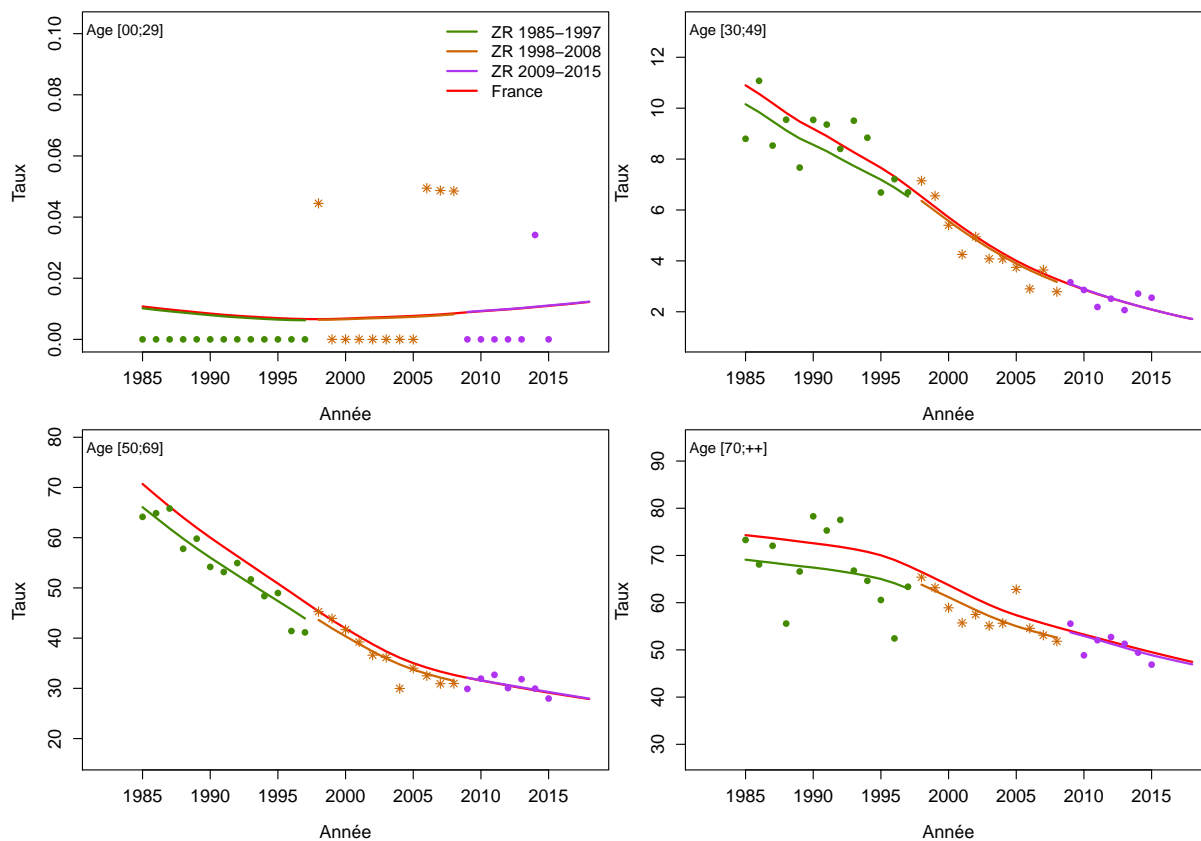 Age [00;29]
ZR 1985−1997
ZR 1998−2008
ZR 2009−2015
France
Taux
0.10
0.08
0.06
0.04
0.02
0.00
1985 1990 1995 2000 2005 2010 2015
Année
Age [30;49]
Taux
12
10
8
6
4
2
1985 1990 1995 2000 2005 2010 2015
Année
Age [50;69]
Taux
80
70
60
50
40
30
20
1985 1990 1995 2000 2005 2010 2015
Année
Age [70;++]
Taux
90
80
70
60
50
40
30
1985 1990 1995 2000 2005 2010 2015
Année